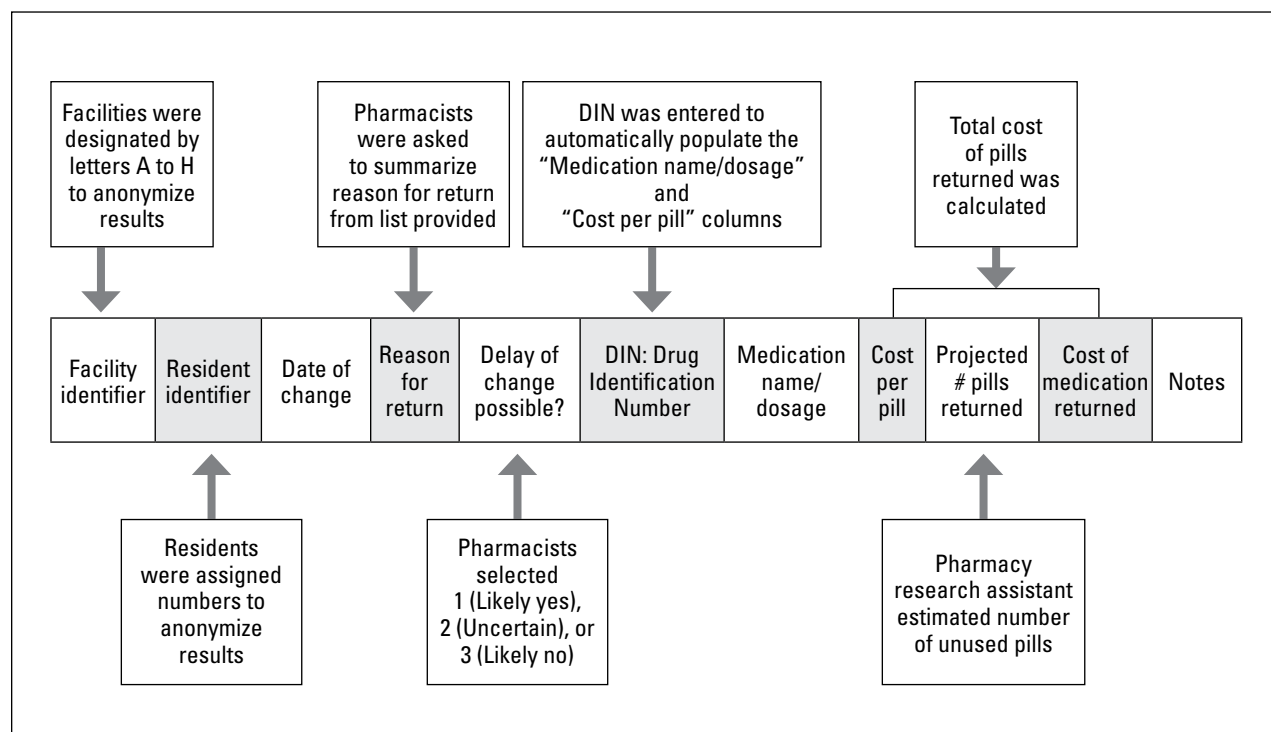 Facilities were
designated by
letters A to H
to anonymize
results
Pharmacists
were asked
to summarize
reason for return
from list provided
DIN was entered to
automatically populate the
“Medication name/dosage”
and
“Cost per pill” columns
Total cost
of pills
returned was
calculated
Facility
identifier
Resident
identifier
Date of
change
Reason
for
return
Delay of
change
possible?
DIN: Drug
Identification
Number
Medication
name/
dosage
Cost
per
pill
Projected
# pills
returned
Cost of
medication
returned
Notes
Residents
were assigned
numbers to
anonymize
results
Pharmacists
selected
1 (Likely yes),
2 (Uncertain), or
3 (Likely no)
Pharmacy
research assistant
estimated number
of unused pills